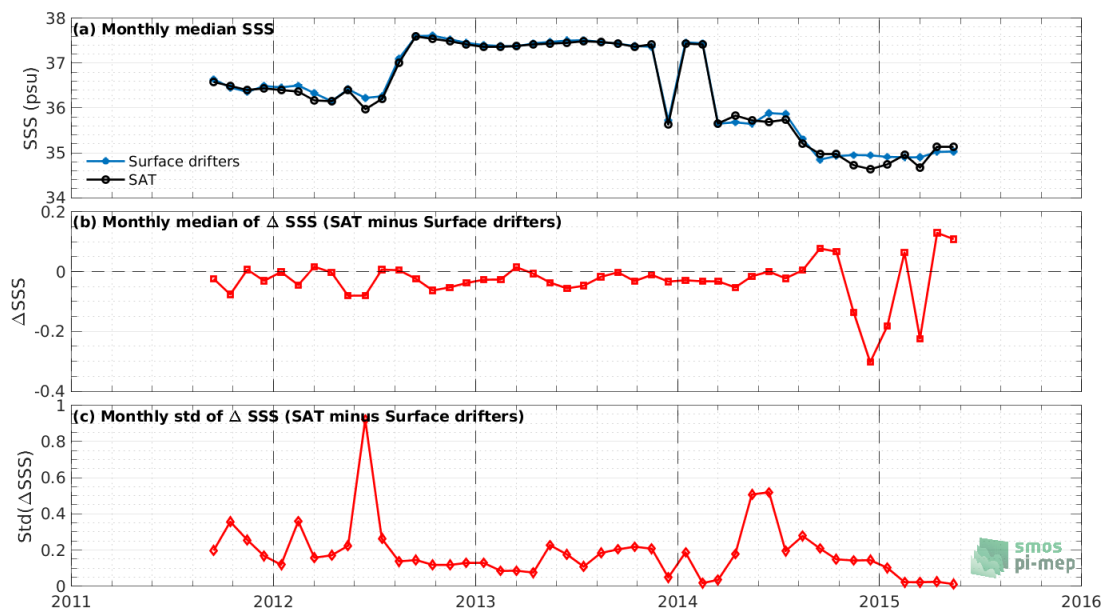 (a) Monthly median SSS
38
37
36
35
34
SSS (psu)
Surface drifters
SAT
(b) Monthly median of Δ SSS (SAT minus Surface drifters)
0.2
0
-0.2
-0.4
ΔSSS
(c) Monthly std of Δ SSS (SAT minus Surface drifters)
1
0.8
0.6
0.4
0.2
0
Std(ΔSSS)
smos
pi-mep
2011 2012 2013 2014 2015 2016